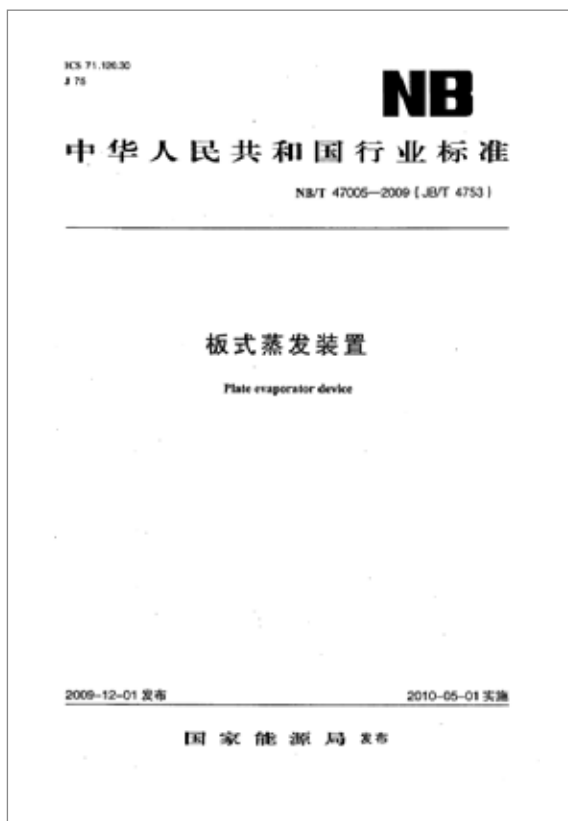 ICS 71.120.30
J 75
NB
中华人民共和国行业标准
NB/T 47005—2009 (JB/T 4753)
板式蒸发装置
Plate evaporator device
2009-12-01 发布
2010-05-01 实施
国家能源局 发布